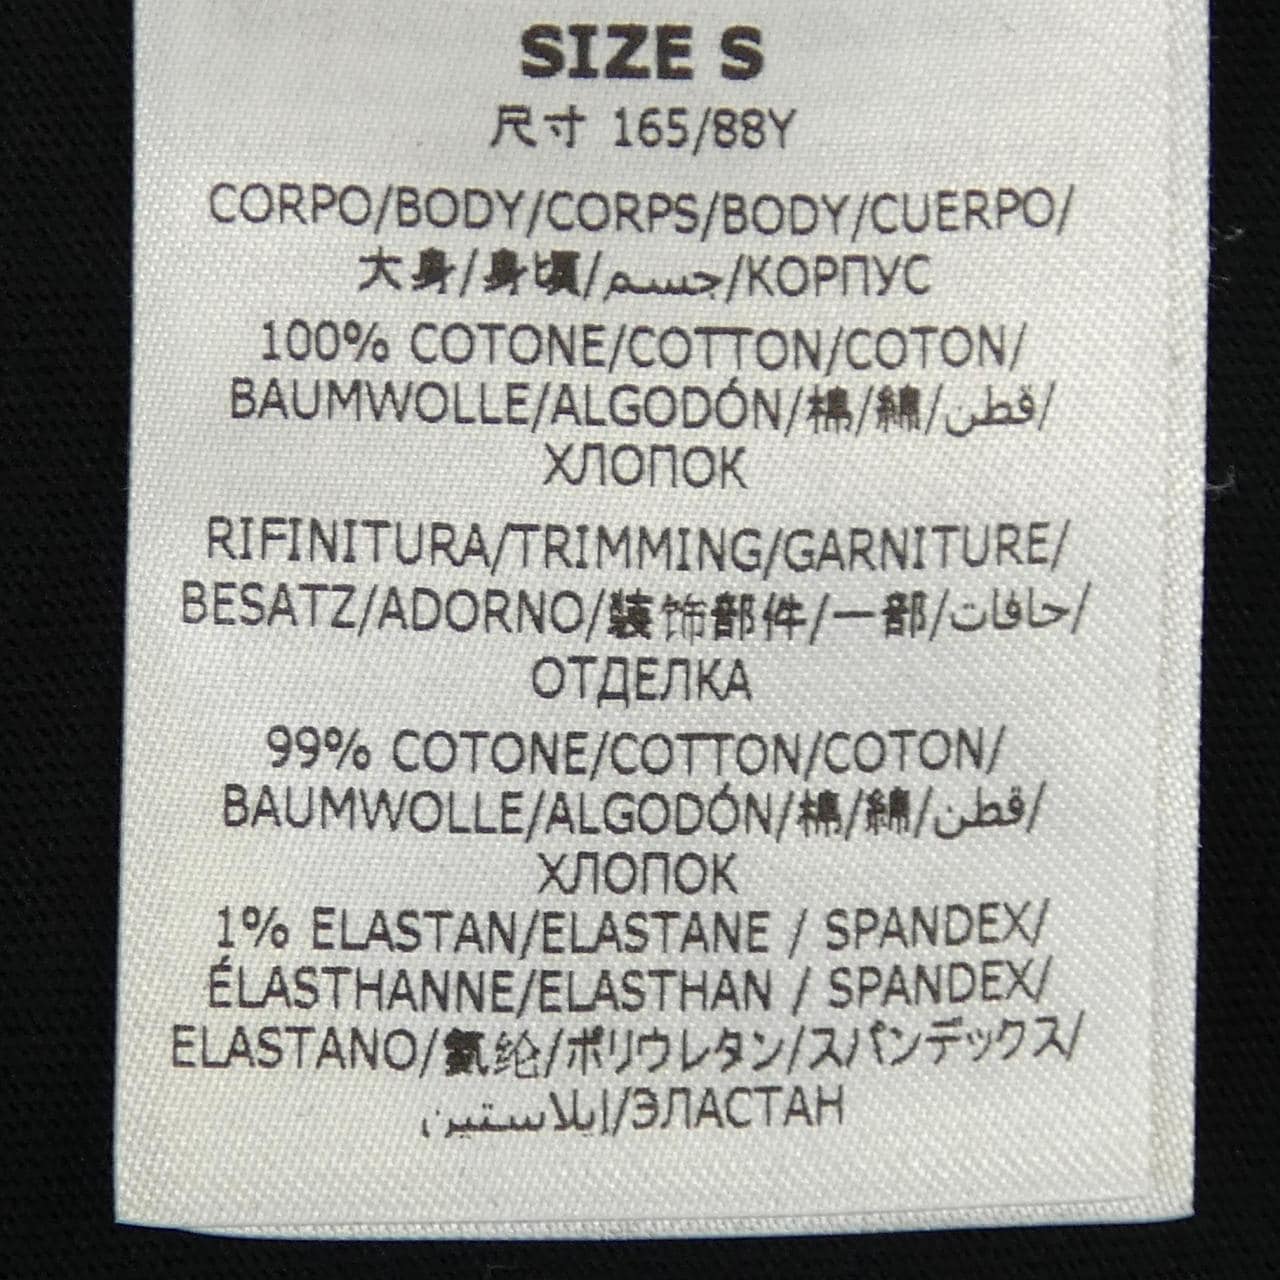 SIZE S
尺寸 165/88Y
CORPO/BODY/CORPS/BODY/CUERPO/
大身/身頃/جسم/КОРПУС
100% COTONE/COTTON/COTON/
BAUMWOLLE/ALGODÓN/棉/綿/قطن/
ХЛОПОК
RIFINITURA/TRIMMING/GARNITURE/
BESATZ/ADORNO/装饰部件/一部/حافات/
ОТДЕЛКА
99% COTONE/COTTON/COTON/
BAUMWOLLE/ALGODÓN/棉/綿/قطن/
ХЛОПОК
1% ELASTAN/ELASTANE / SPANDEX/
ÉLASTHANNE/ELASTHAN / SPANDEX/
ELASTANO/氨纶/ポリウレタン/スパンデックス/
إيلاستين/ЭЛАСТАН